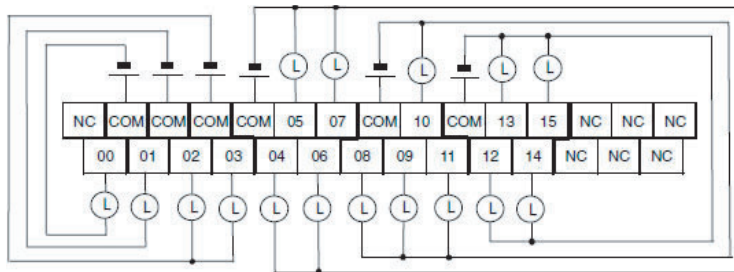 L L L L L
NC COM COM COM COM 05 07 COM 10 COM 13 15 NC NC NC
00 01 02 03 04 06 08 09 11 12 14 NC NC NC
L L L L L L L L L L L